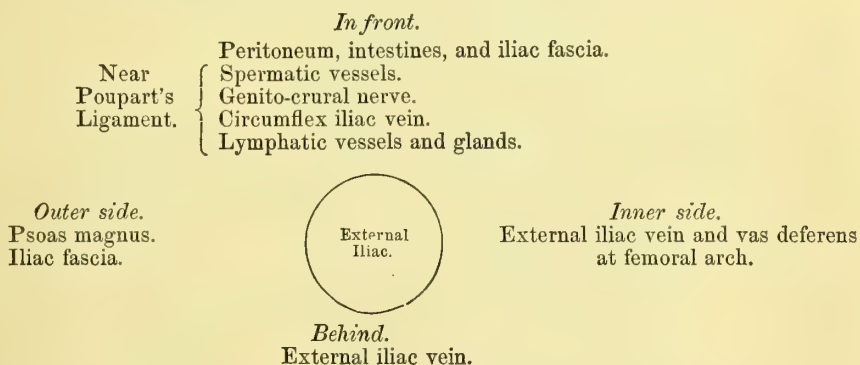 In front.
Peritoneum, intestines, and iliac fascia.
Near Poupart's Ligament.
Spermatic vessels.
Genito-crural nerve.
Circumflex iliac vein.
Lymphatic vessels and glands.
Outer side.
Psoas magnus.
Iliac fascia.
External
Iliac.
Inner side.
External iliac vein and vas deferens
at femoral arch.
Behind.
External iliac vein.